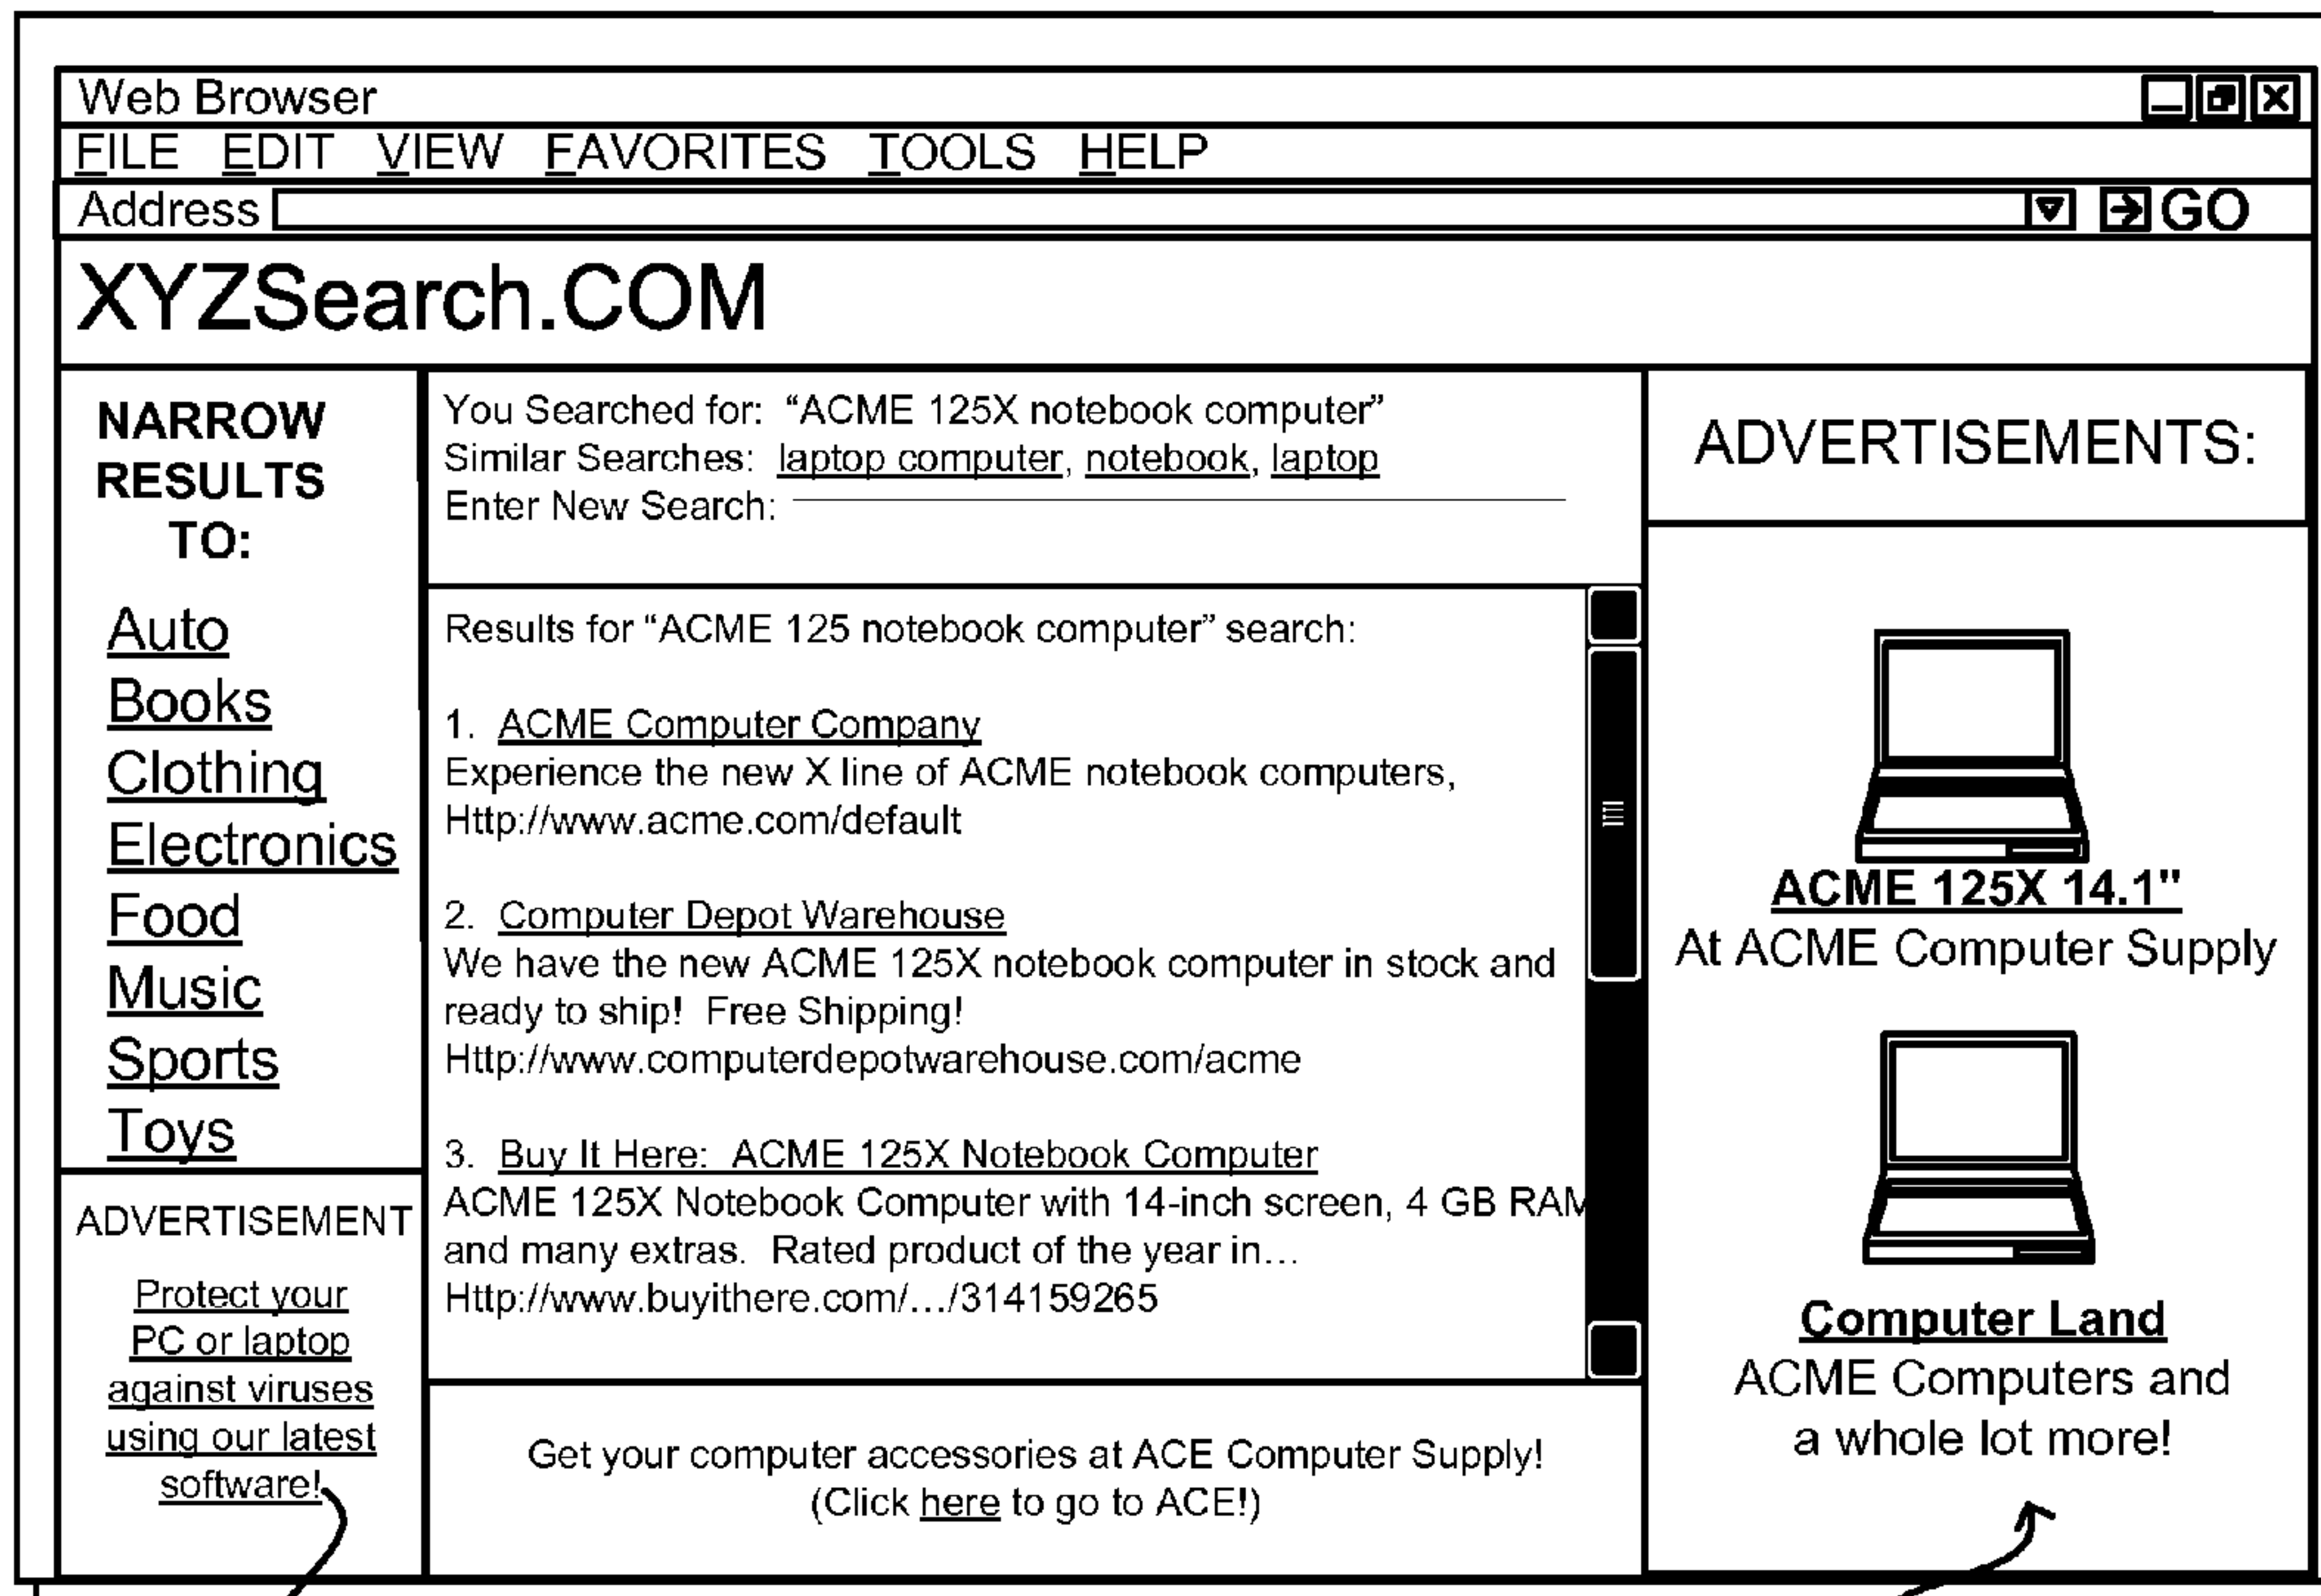 Web Browser
FILE EDIT VIEW FAVORITES TOOLS HELP
Address GO
XYZSearch.COM
NARROW
RESULTS
TO:
Auto
Books
Clothing
Electronics
Food
Music
Sports
Toys
ADVERTISEMENT
Protect your
PC or laptop
against viruses
using our latest
software!
You Searched for: “ACME 125X notebook computer”
Similar Searches: laptop computer, notebook, laptop
Enter New Search:
Results for “ACME 125 notebook computer” search:
1. ACME Computer Company
Experience the new X line of ACME notebook computers,
Http://www.acme.com/default
2. Computer Depot Warehouse
We have the new ACME 125X notebook computer in stock and
ready to ship! Free Shipping!
Http://www.computerdepotwarehouse.com/acme
3. Buy It Here: ACME 125X Notebook Computer
ACME 125X Notebook Computer with 14-inch screen, 4 GB RAM
and many extras. Rated product of the year in...
Http://www.buyithere.com/.../314159265
Get your computer accessories at ACE Computer Supply!
(Click here to go to ACE!)
ADVERTISEMENTS:
ACME 125X 14.1"
At ACME Computer Supply
Computer Land
ACME Computers and
a whole lot more!